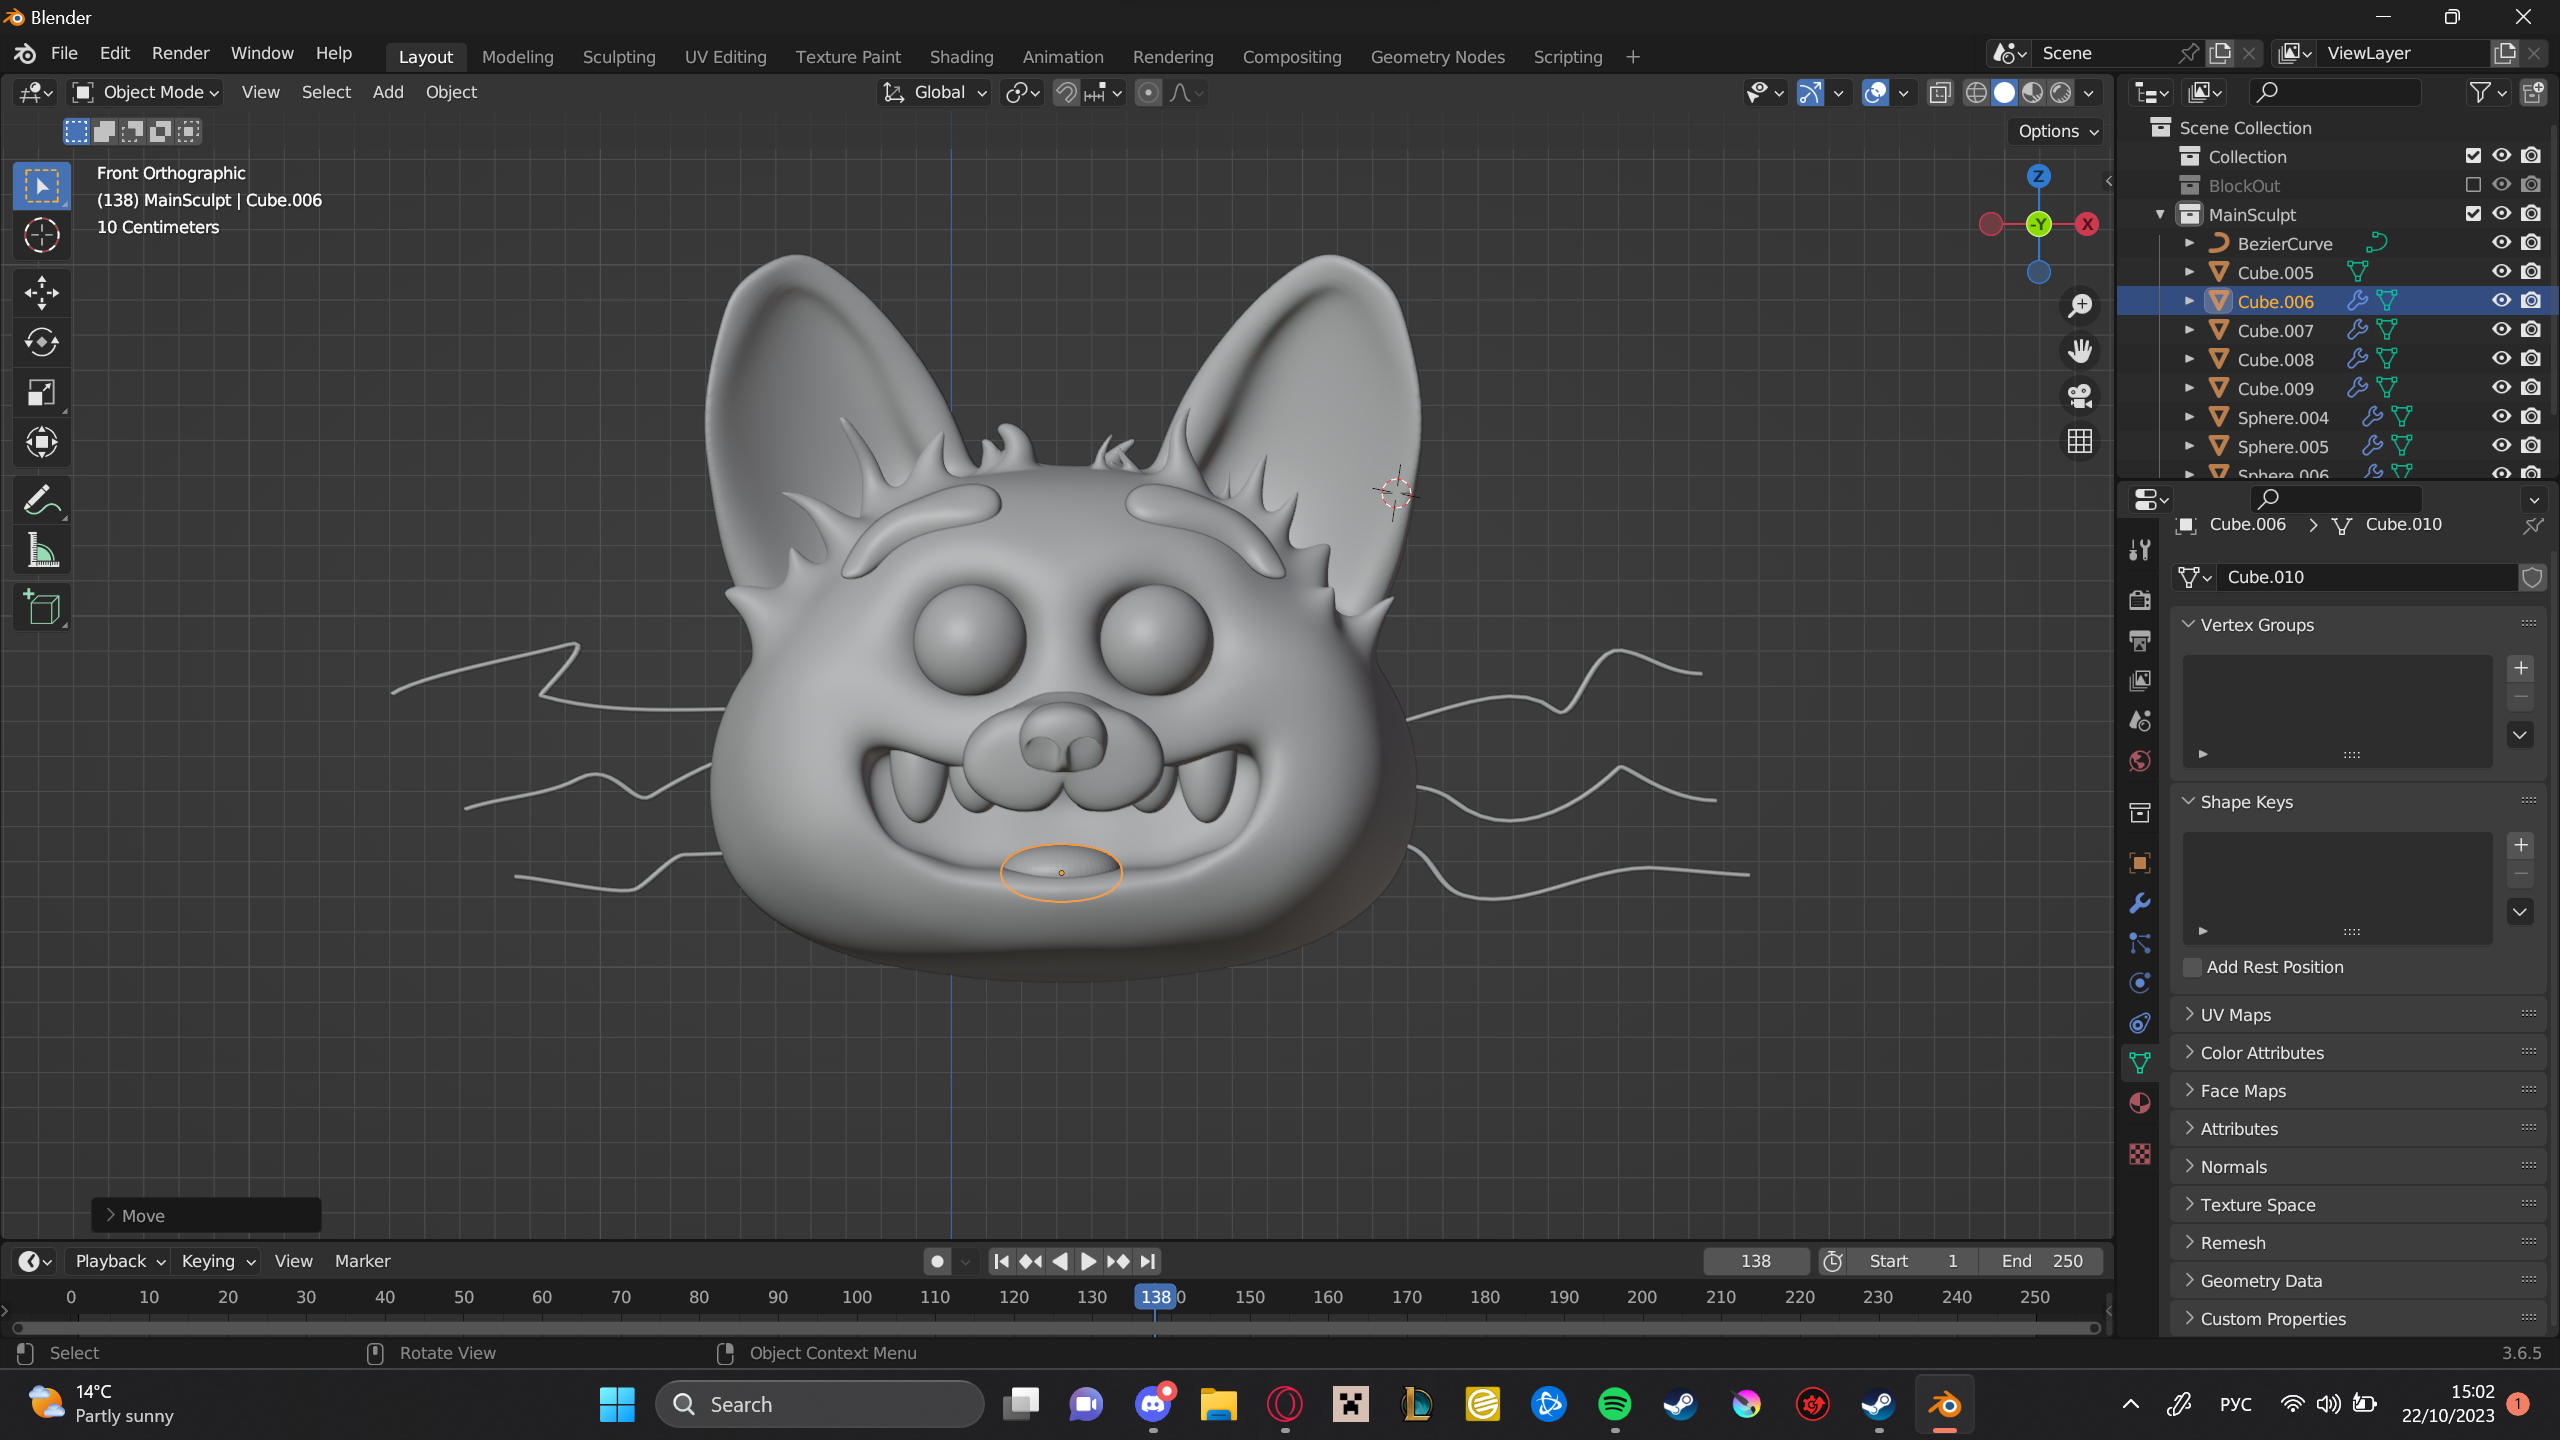 Blender
File Edit Render Window Help Layout Modeling Sculpting UV Editing Texture Paint Shading Animation Rendering Compositing Geometry Nodes Scripting + Scene ViewLayer
Object Mode View Select Add Object Global
Options
Front Orthographic
(138) MainSculpt | Cube.006
10 Centimeters
Z
-Y
X
Scene Collection
Collection
BlockOut
MainSculpt
BezierCurve
Cube.005
Cube.006
Cube.007
Cube.008
Cube.009
Sphere.004
Sphere.005
Sphere.006
Cube.006 > Cube.010
Cube.010
Vertex Groups
Shape Keys
Add Rest Position
UV Maps
Color Attributes
Face Maps
Attributes
Normals
Texture Space
Remesh
Geometry Data
Custom Properties
Move
Playback Keying View Marker 138 Start 1 End 250
0 10 20 30 40 50 60 70 80 90 100 110 120 130 138 0 150 160 170 180 190 200 210 220 230 240 250
Select Rotate View Object Context Menu 3.6.5
14°C
Partly sunny
Search
РУС
15:02
22/10/2023
1